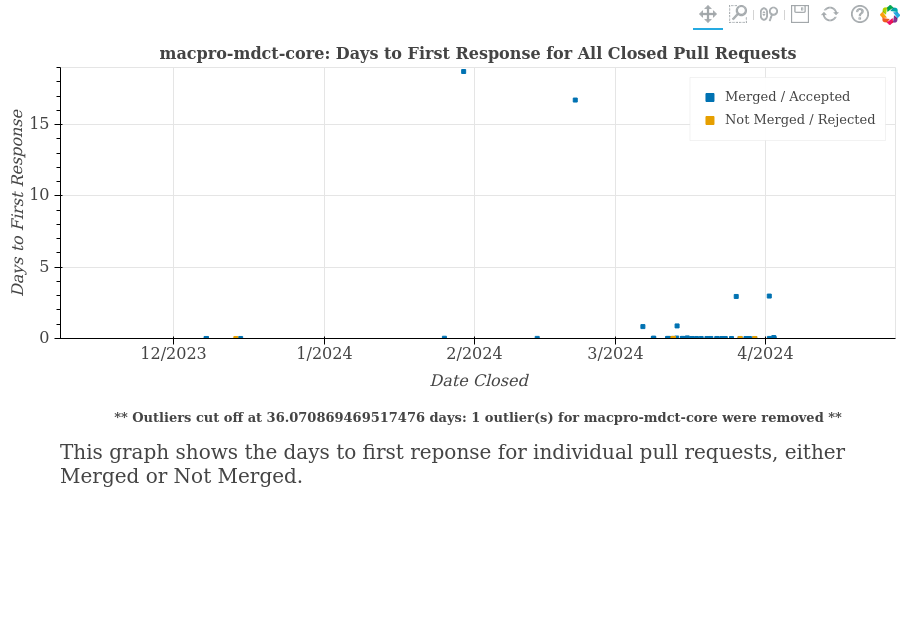 macpro-mdct-core: Days to First Response for All Closed Pull Requests
Merged / Accepted
Not Merged / Rejected
Days to First Response
15
10
5
0
12/2023
1/2024
2/2024
3/2024
4/2024
Date Closed
** Outliers cut off at 36.070869469517476 days: 1 outlier(s) for macpro-mdct-core were removed **
This graph shows the days to first reponse for individual pull requests, either
Merged or Not Merged.